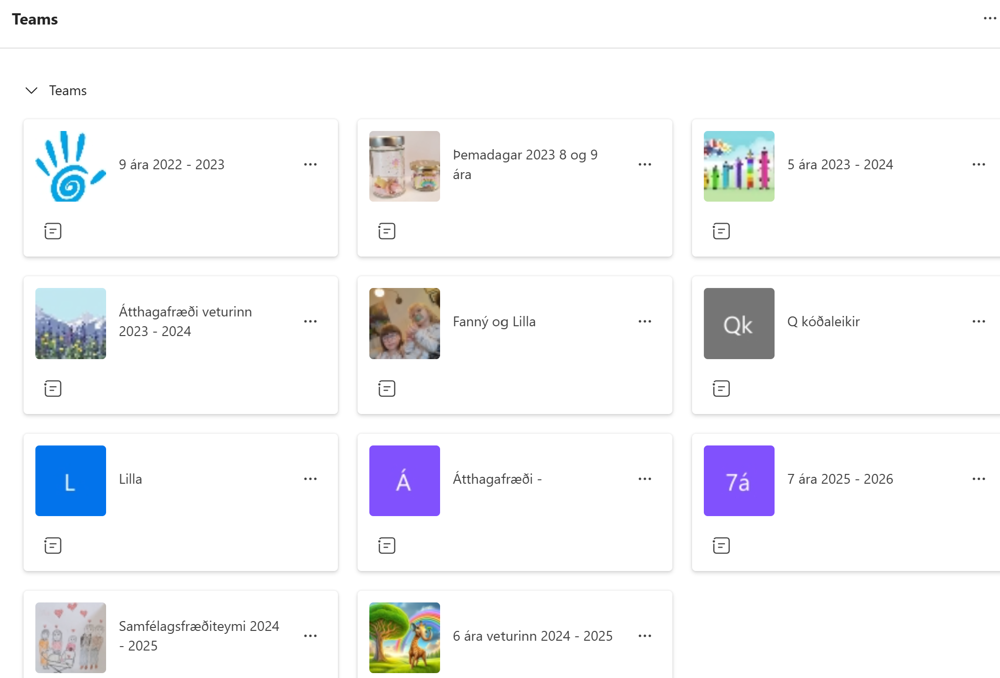 Teams
Teams
9 ára 2022 - 2023
Þemadagar 2023 8 og 9
ára
5 ára 2023 - 2024
Átthagafræði veturinn
2023 - 2024
Fanný og Lilla
Qk
Q kóðaleikir
L
Lilla
Á
Átthagafræði -
7á
7 ára 2025 - 2026
Samfélagsfræðiteymi 2024
- 2025
6 ára veturinn 2024 - 2025